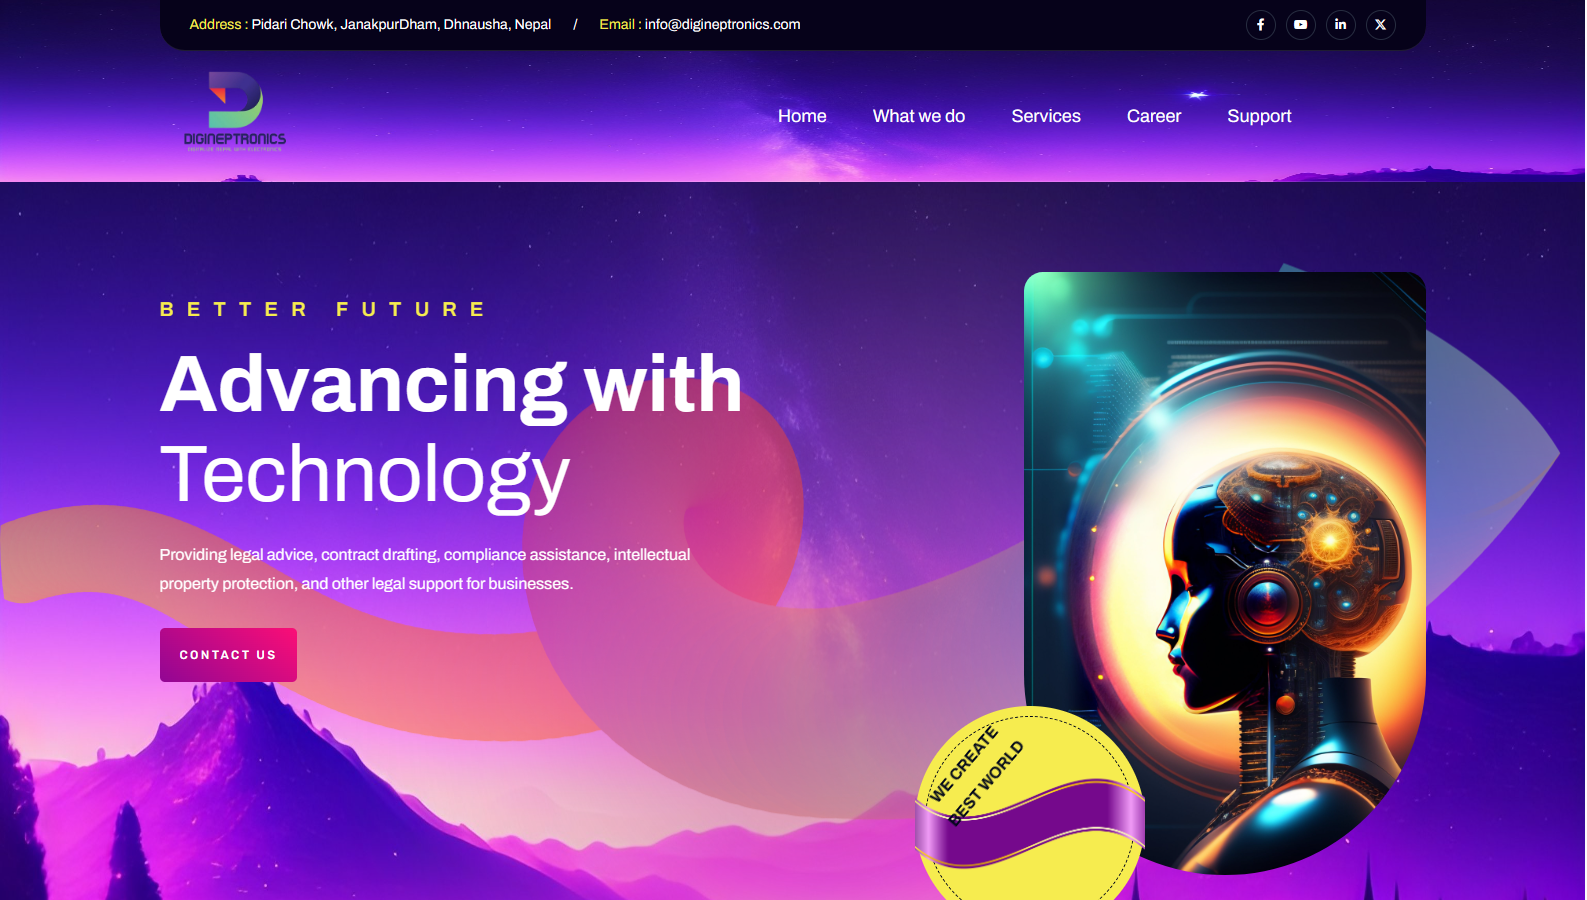 Address : Pidari Chowk, JanakpurDham, Dhnausha, Nepal / Email : info@digineptronics.com
DIGINEPTRONICS
Home What we do Services Career Support
BETTER FUTURE
Advancing with
Technology
Providing legal advice, contract drafting, compliance assistance, intellectual
property protection, and other legal support for businesses.
CONTACT US
WE CREATE
BEST WORLD